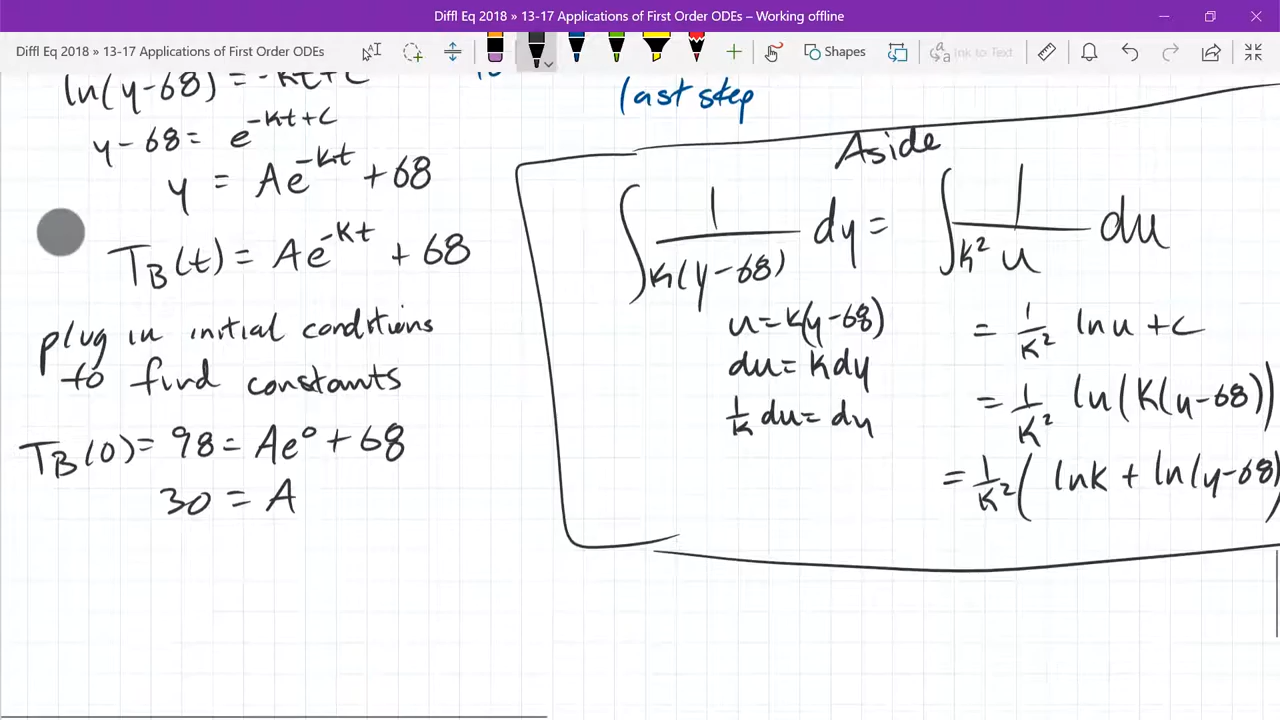 Diffl Eq 2018 » 13-17 Applications of First Order ODEs – Working offline
Diffl Eq 2018 » 13-17 Applications of First Order ODEs
Shapes
Ink to Text
ln(y-68) = -kt+c
y-68 = e^{-kt+c}
y = Ae^{-kt} + 68
T_B(t) = Ae^{-kt} + 68
plug in initial conditions
to find constants
T_B(0) = 98 = Ae^0 + 68
30 = A
last step
Aside
∫ 1/(k(y-68)) dy = ∫ 1/(k² u) du
u = k(y-68)
du = k dy
1/k du = dy
= 1/k² ln u + c
= 1/k² ln(k(y-68))
= 1/k² ( ln k + ln(y-68)